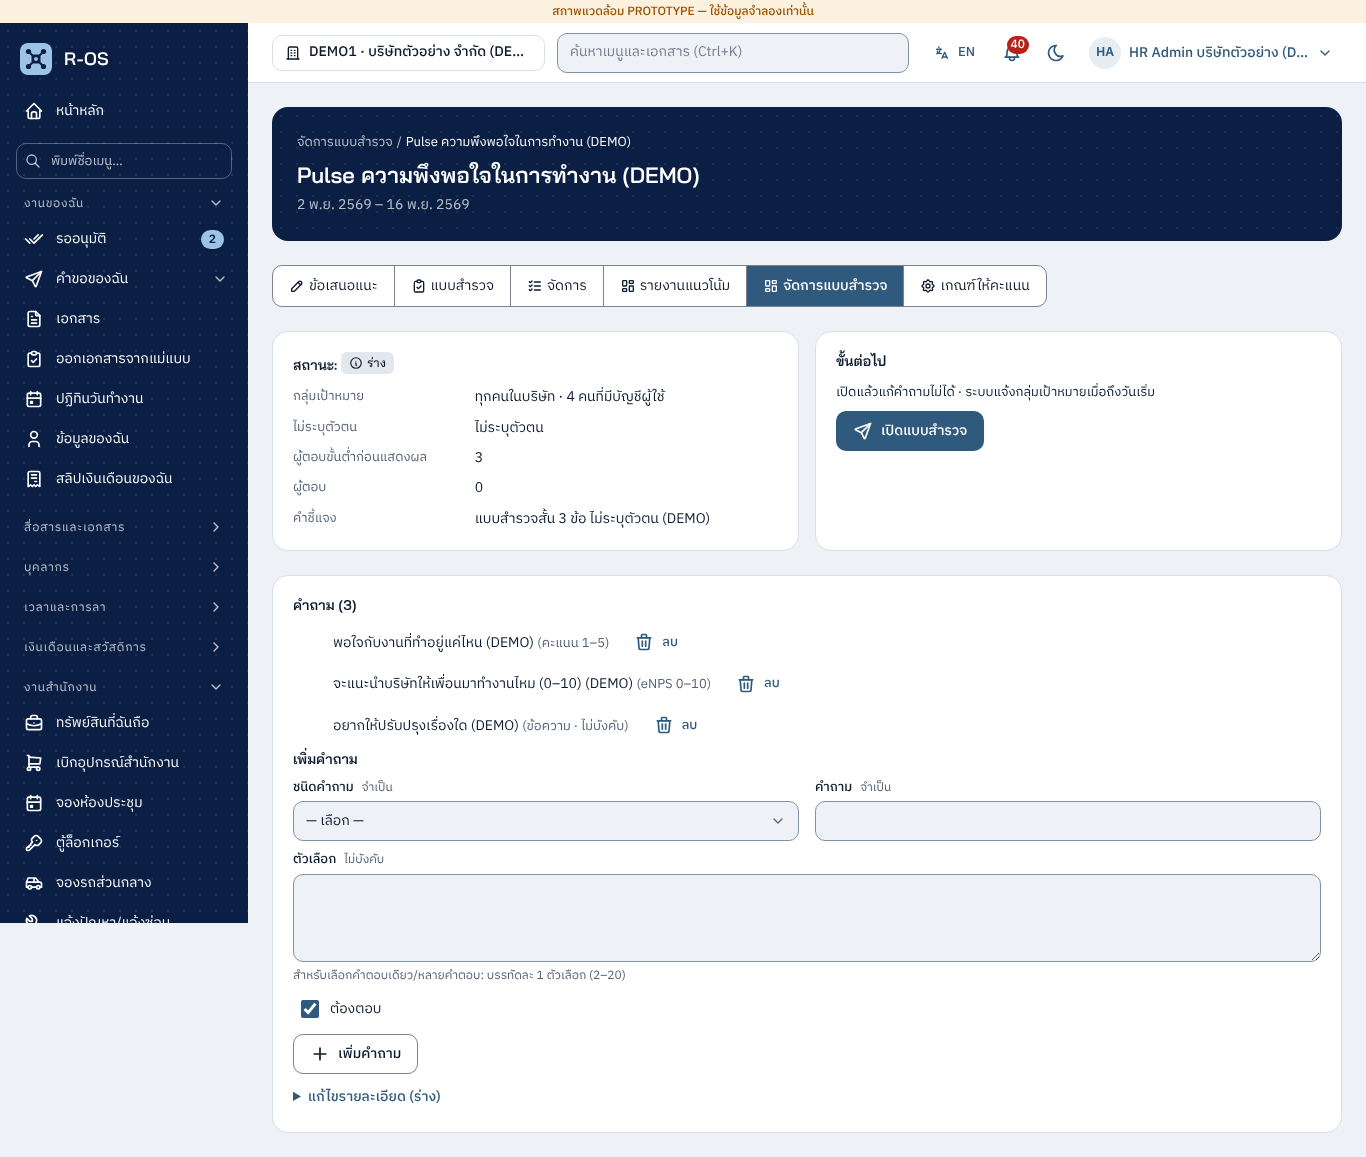 สภาพแวดล้อม PROTOTYPE — ใช้ข้อมูลจำลองเท่านั้น
R-OS
DEMO1 · บริษัทตัวอย่าง จำกัด (DE...
ค้นหาเมนูและเอกสาร (Ctrl+K)
EN
40
HA
HR Admin บริษัทตัวอย่าง (D...
หน้าหลัก
พิมพ์ชื่อเมนู...
งานของฉัน
รออนุมัติ
2
คำขอของฉัน
เอกสาร
ออกเอกสารจากแม่แบบ
ปฏิทินวันทำงาน
ข้อมูลของฉัน
สลิปเงินเดือนของฉัน
สื่อสารและเอกสาร
บุคลากร
เวลาและการลา
เงินเดือนและสวัสดิการ
งานสำนักงาน
ทรัพย์สินที่ฉันถือ
เบิกอุปกรณ์สำนักงาน
จองห้องประชุม
ตู้ล็อกเกอร์
จองรถส่วนกลาง
แจ้งปัญหา/แจ้งซ่อม
จัดการแบบสำรวจ / Pulse ความพึงพอใจในการทำงาน (DEMO)
Pulse ความพึงพอใจในการทำงาน (DEMO)
2 พ.ย. 2569 – 16 พ.ย. 2569
ข้อเสนอแนะ
แบบสำรวจ
จัดการ
รายงานแนวโน้ม
จัดการแบบสำรวจ
เกณฑ์ให้คะแนน
สถานะ: ร่าง
กลุ่มเป้าหมาย ทุกคนในบริษัท · 4 คนที่มีบัญชีผู้ใช้
ไม่ระบุตัวตน ไม่ระบุตัวตน
ผู้ตอบขั้นต่ำก่อนแสดงผล 3
ผู้ตอบ 0
คำชี้แจง แบบสำรวจสั้น 3 ข้อ ไม่ระบุตัวตน (DEMO)
ขั้นต่อไป
เปิดแล้วแก้คำถามไม่ได้ · ระบบแจ้งกลุ่มเป้าหมายเมื่อถึงวันเริ่ม
เปิดแบบสำรวจ
คำถาม (3)
พอใจกับงานที่ทำอยู่แค่ไหน (DEMO) (คะแนน 1–5) ลบ
จะแนะนำบริษัทให้เพื่อนมาทำงานไหม (0–10) (DEMO) (eNPS 0–10) ลบ
อยากให้ปรับปรุงเรื่องใด (DEMO) (ข้อความ · ไม่บังคับ) ลบ
เพิ่มคำถาม
ชนิดคำถาม จำเป็น
— เลือก —
คำถาม จำเป็น
ตัวเลือก ไม่บังคับ
สำหรับเลือกคำตอบเดียว/หลายคำตอบ: บรรทัดละ 1 ตัวเลือก (2–20)
ต้องตอบ
เพิ่มคำถาม
แก้ไขรายละเอียด (ร่าง)